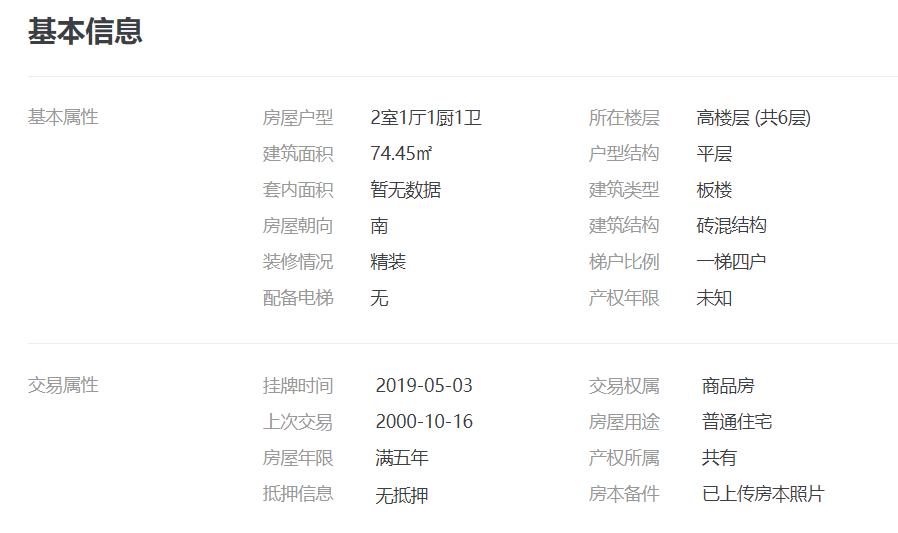 基本信息
基本属性 房屋户型 2室1厅1厨1卫 所在楼层 高楼层 (共6层)
建筑面积 74.45㎡ 户型结构 平层
套内面积 暂无数据 建筑类型 板楼
房屋朝向 南 建筑结构 砖混结构
装修情况 精装 梯户比例 一梯四户
配备电梯 无 产权年限 未知
交易属性 挂牌时间 2019-05-03 交易权属 商品房
上次交易 2000-10-16 房屋用途 普通住宅
房屋年限 满五年 产权所属 共有
抵押信息 无抵押 房本备件 已上传房本照片